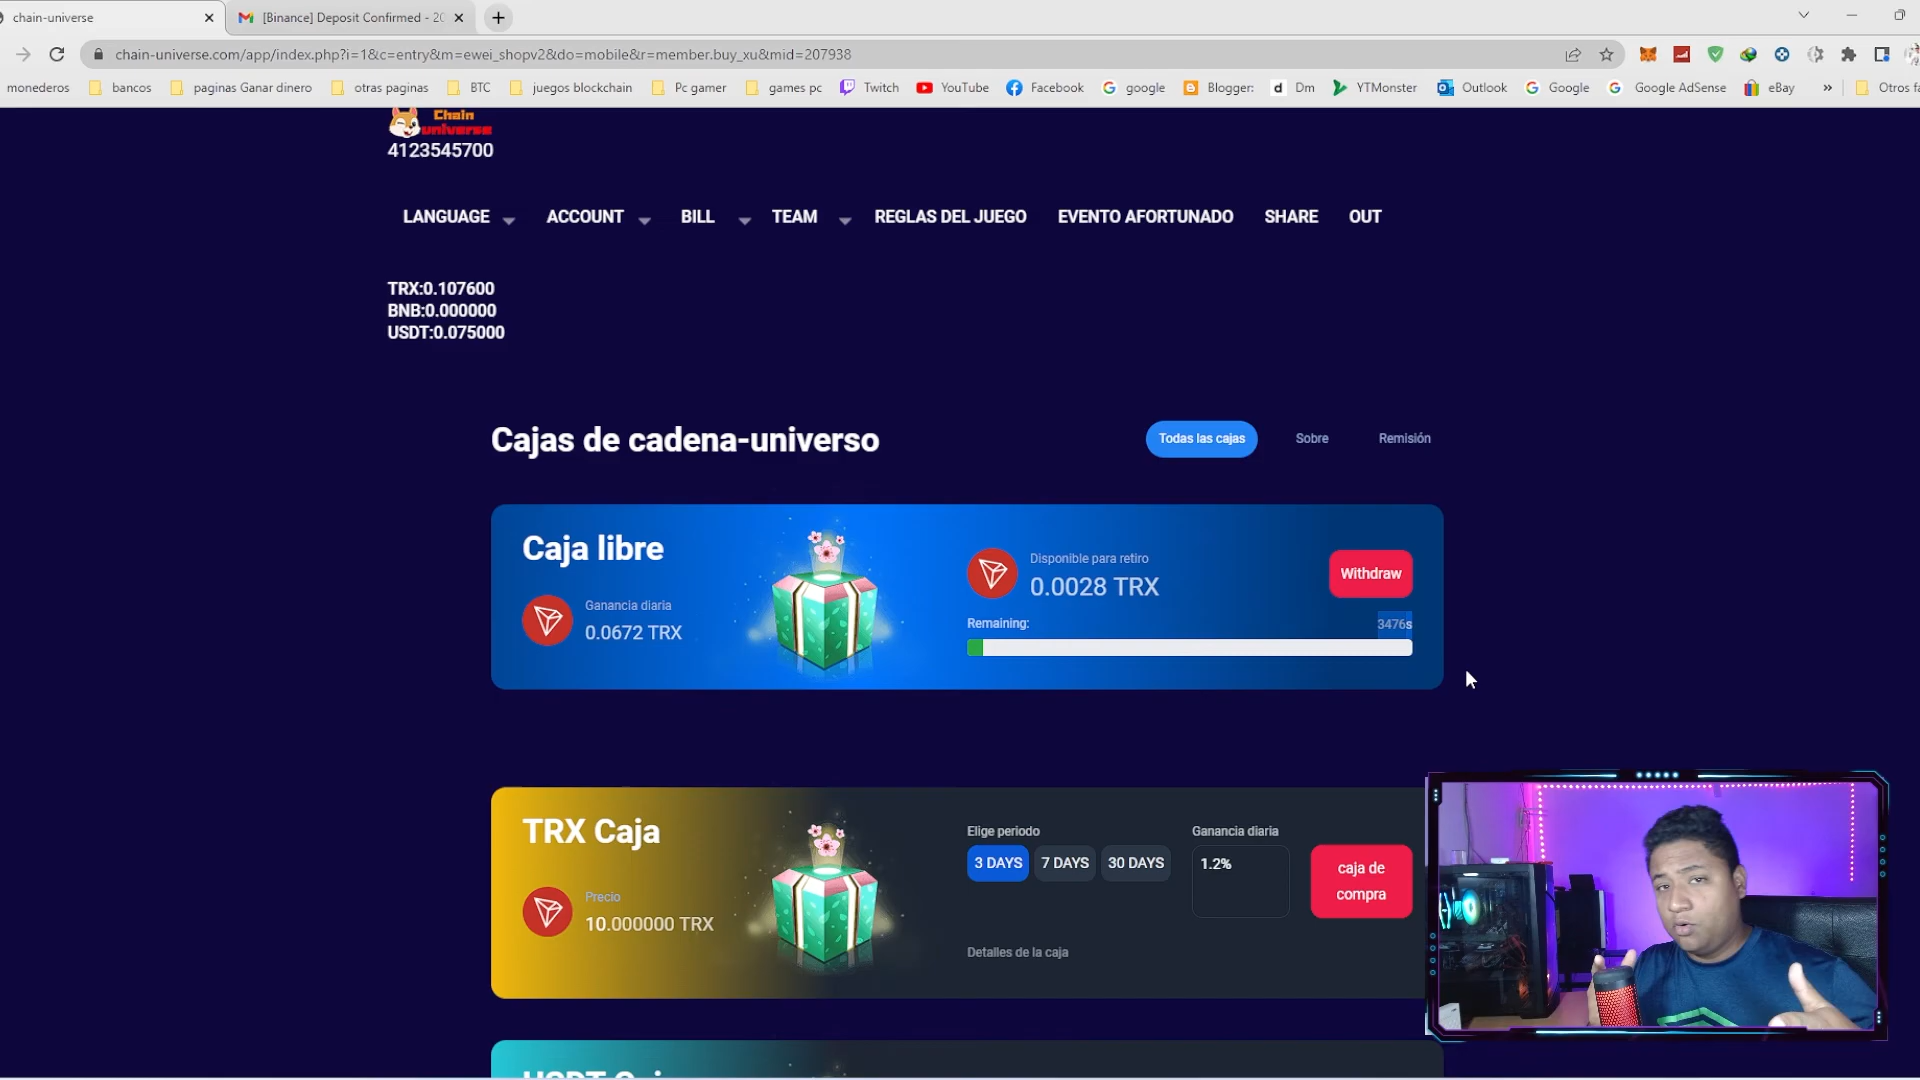 chain-universe
[Binance] Deposit Confirmed - 20
chain-universe.com/app/index.php?i=1&c=entry&m=ewei_shopv2&do=mobile&r=member.buy_xu&mid=207938
monederos bancos paginas Ganar dinero otras paginas BTC juegos blockchain Pc gamer games pc Twitch YouTube Facebook google Blogger: Dm YTMonster Outlook Google Google AdSense eBay » Otros fa
Chain
universe
4123545700
LANGUAGE ACCOUNT BILL TEAM REGLAS DEL JUEGO EVENTO AFORTUNADO SHARE OUT
TRX:0.107600
BNB:0.000000
USDT:0.075000
Cajas de cadena-universo
Todas las cajas Sobre Remisión
Caja libre
Ganancia diaria
0.0672 TRX
Disponible para retiro
0.0028 TRX
Withdraw
Remaining: 3476s
TRX Caja
Precio
10.000000 TRX
Elige periodo
3 DAYS 7 DAYS 30 DAYS
Ganancia diaria
1.2%
caja de
compra
Detalles de la caja
USDT Caja